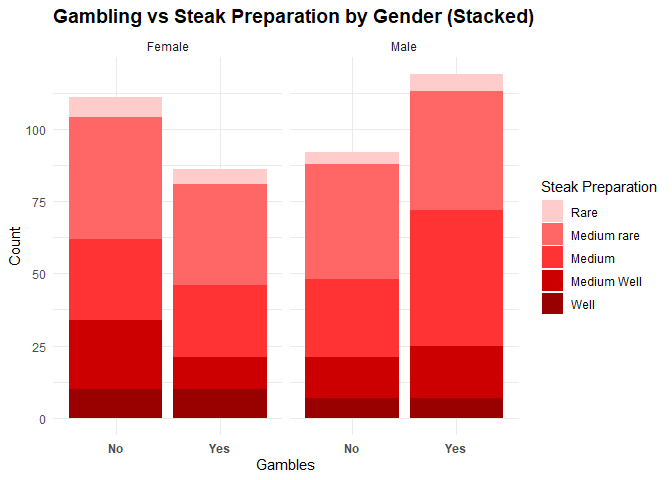 Gambling vs Steak Preparation by Gender (Stacked)
Female Male
100
75
50
25
0
Count
No Yes No Yes
Gambles
Steak Preparation
Rare
Medium rare
Medium
Medium Well
Well